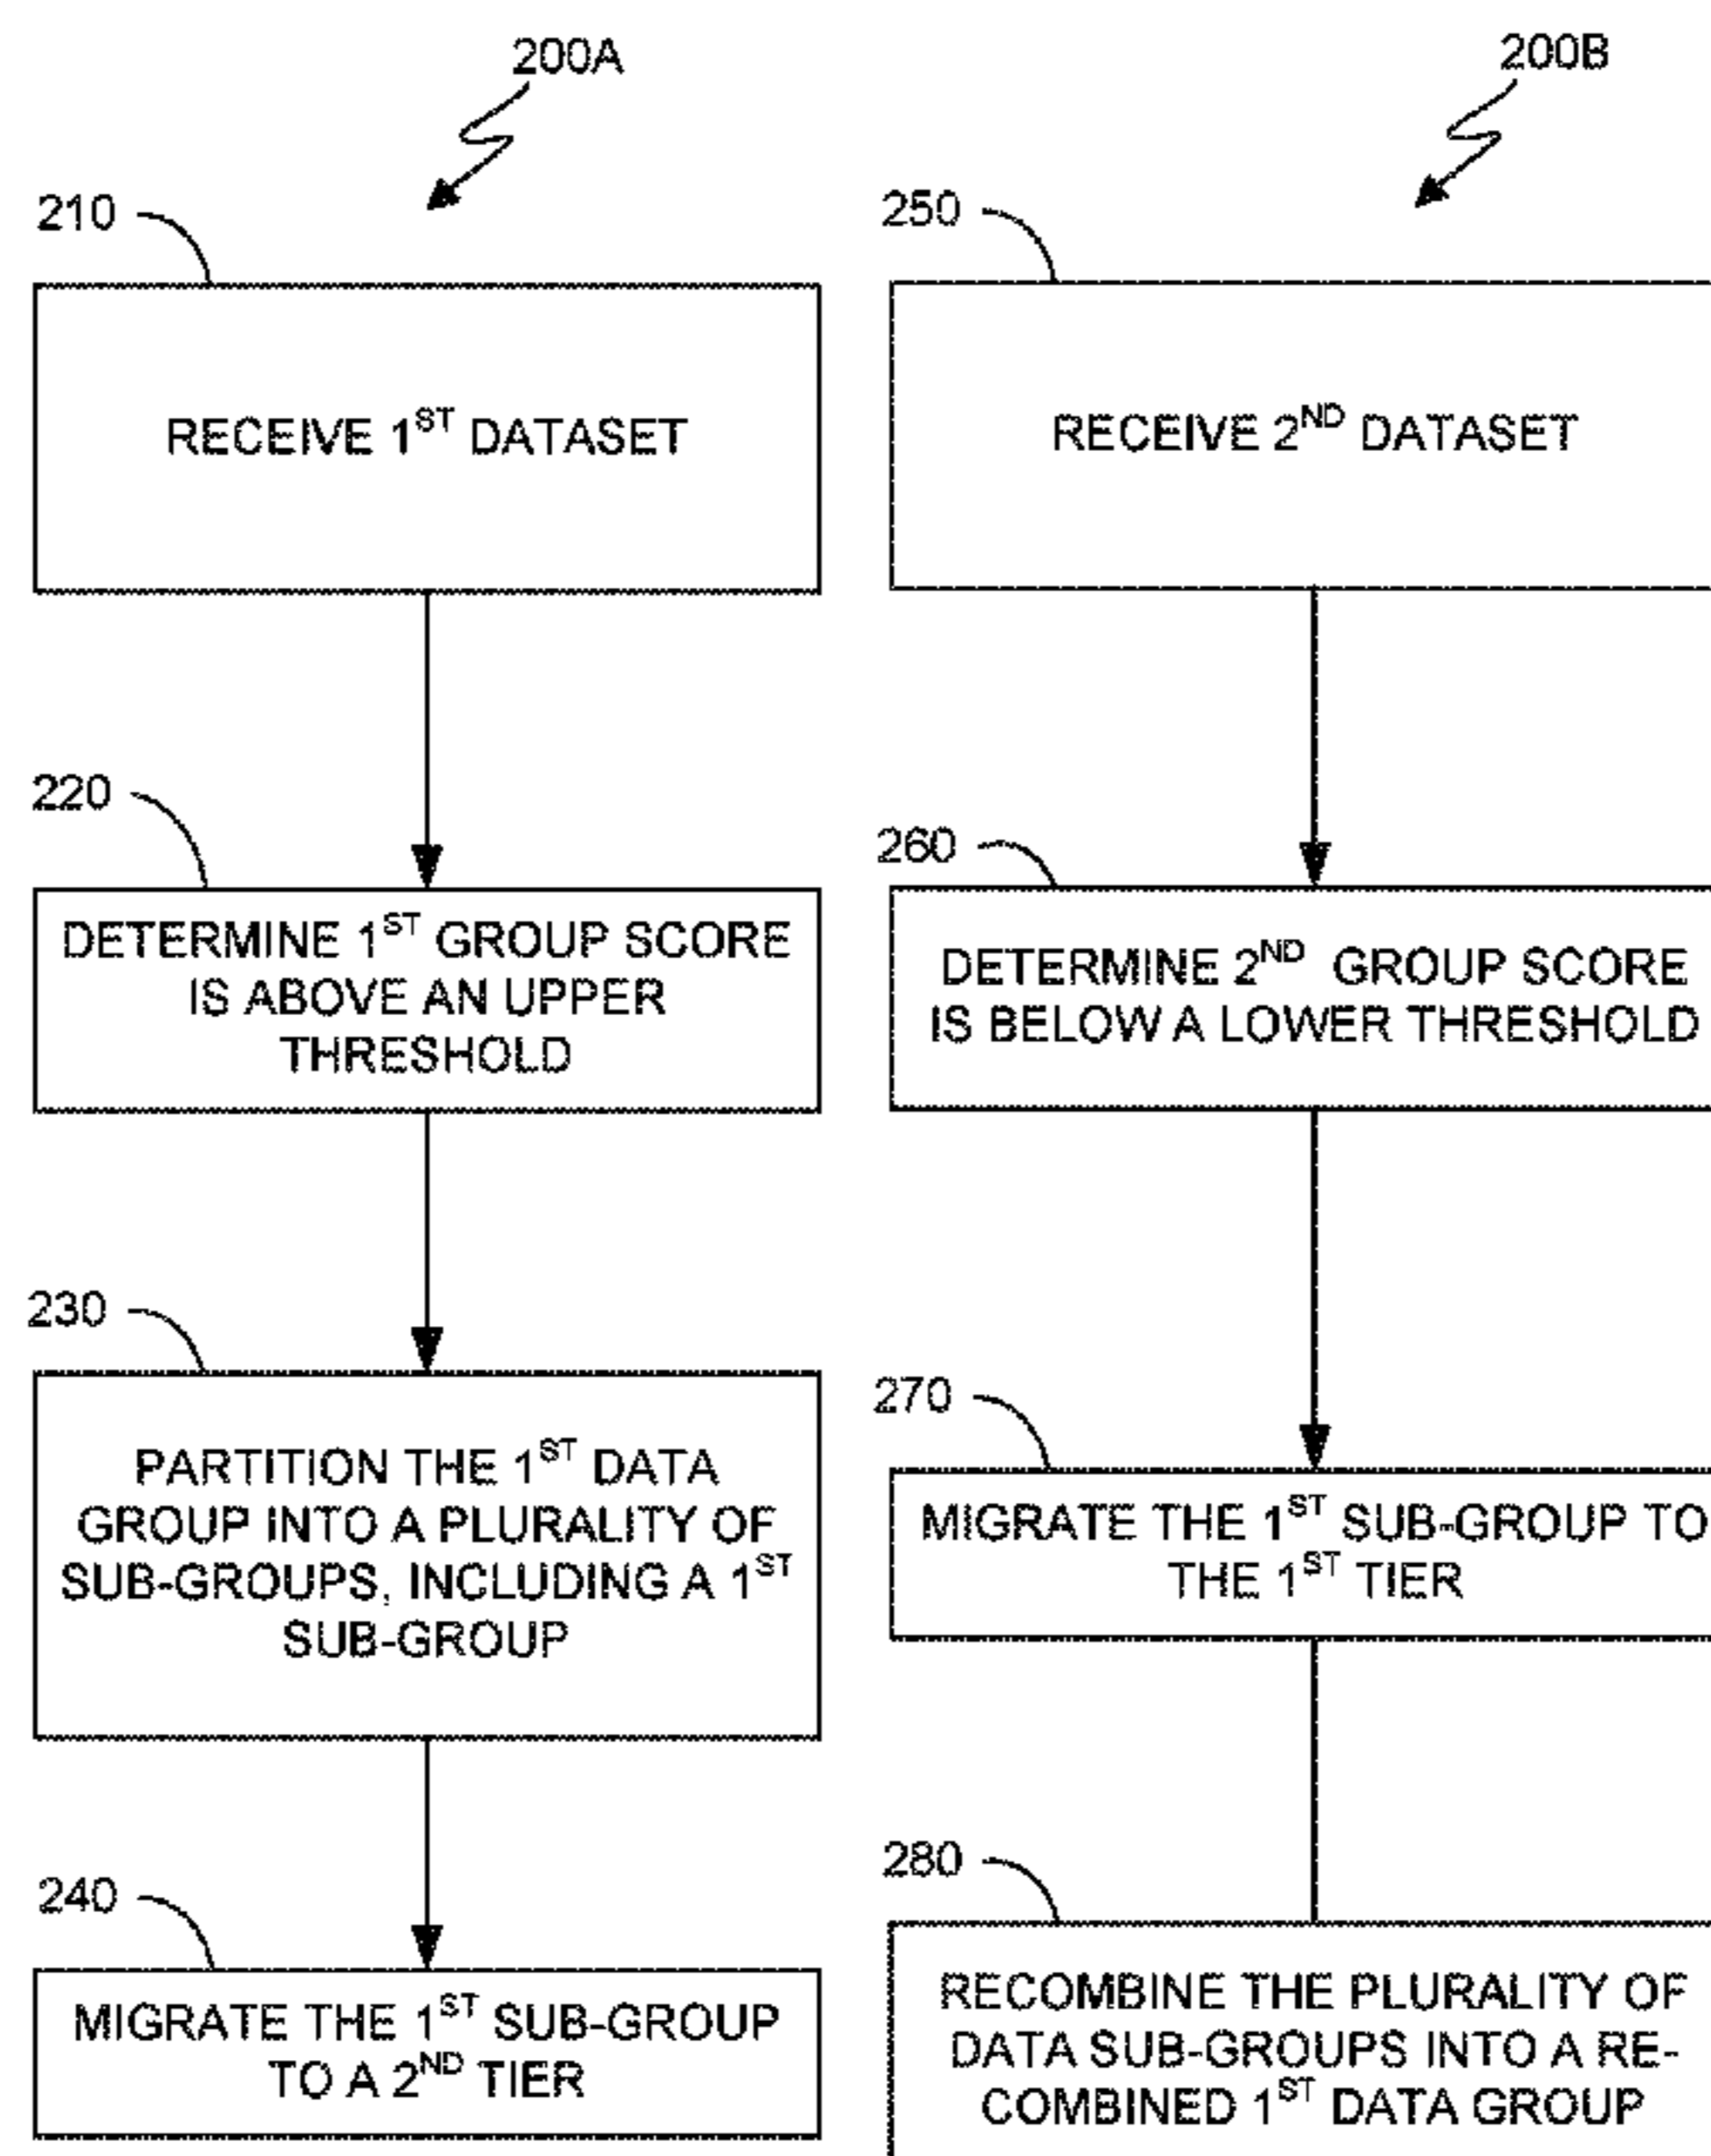 200A
210
RECEIVE 1ST DATASET
220
DETERMINE 1ST GROUP SCORE
IS ABOVE AN UPPER
THRESHOLD
230
PARTITION THE 1ST DATA
GROUP INTO A PLURALITY OF
SUB-GROUPS, INCLUDING A 1ST
SUB-GROUP
240
MIGRATE THE 1ST SUB-GROUP
TO A 2ND TIER
200B
250
RECEIVE 2ND DATASET
260
DETERMINE 2ND GROUP SCORE
IS BELOW A LOWER THRESHOLD
270
MIGRATE THE 1ST SUB-GROUP TO
THE 1ST TIER
280
RECOMBINE THE PLURALITY OF
DATA SUB-GROUPS INTO A RE-
COMBINED 1ST DATA GROUP